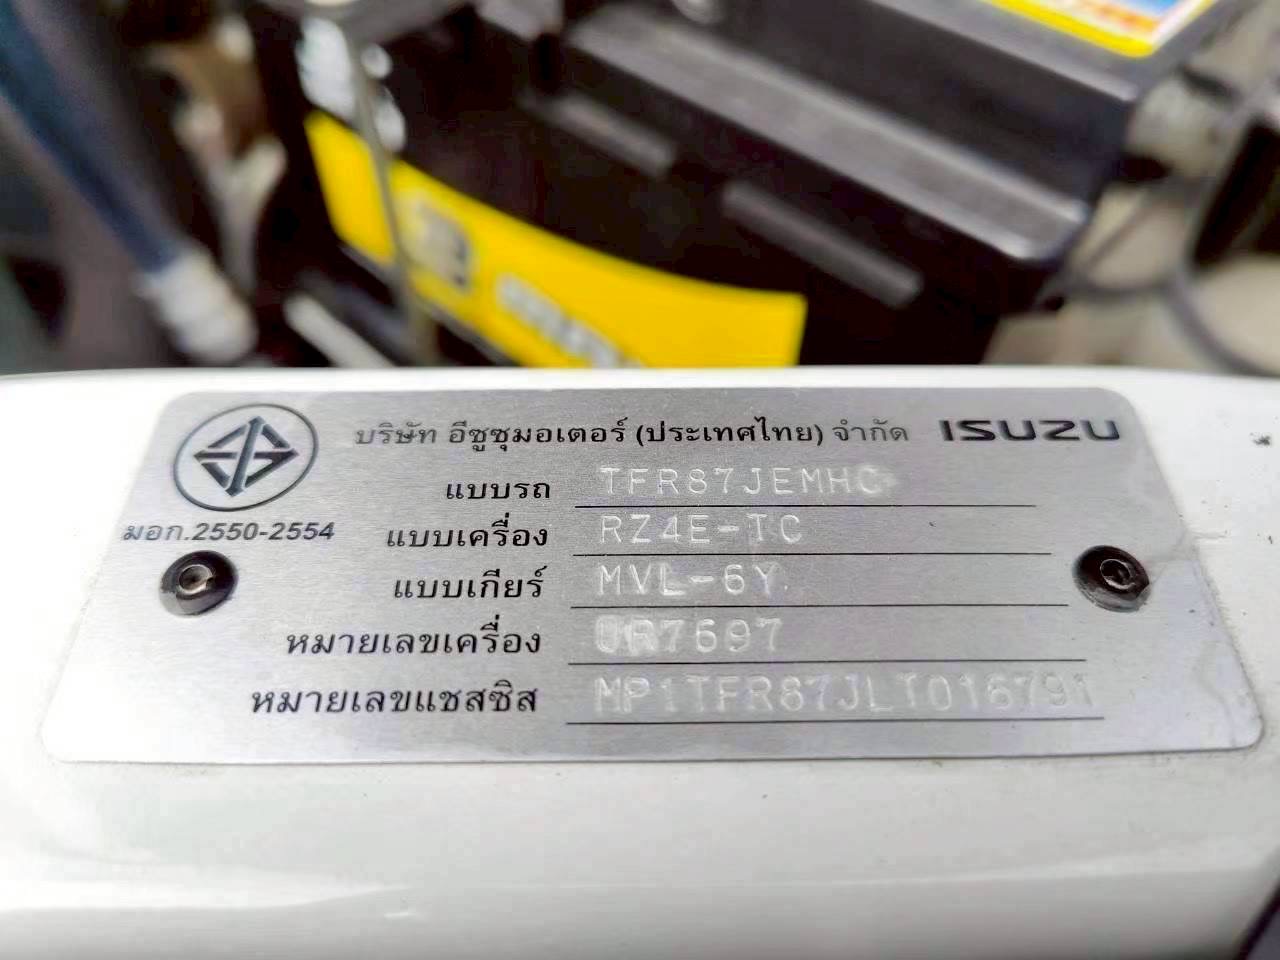 บริษัท อีซูซุมอเตอร์ (ประเทศไทย) จำกัด ISUZU
มอก.2550-2554
แบบรถ TFR87JEMHC
แบบเครื่อง RZ4E-TC
แบบเกียร์ MVL-6Y
หมายเลขเครื่อง
หมายเลขแชสซิส MP1TFR87JLT016791